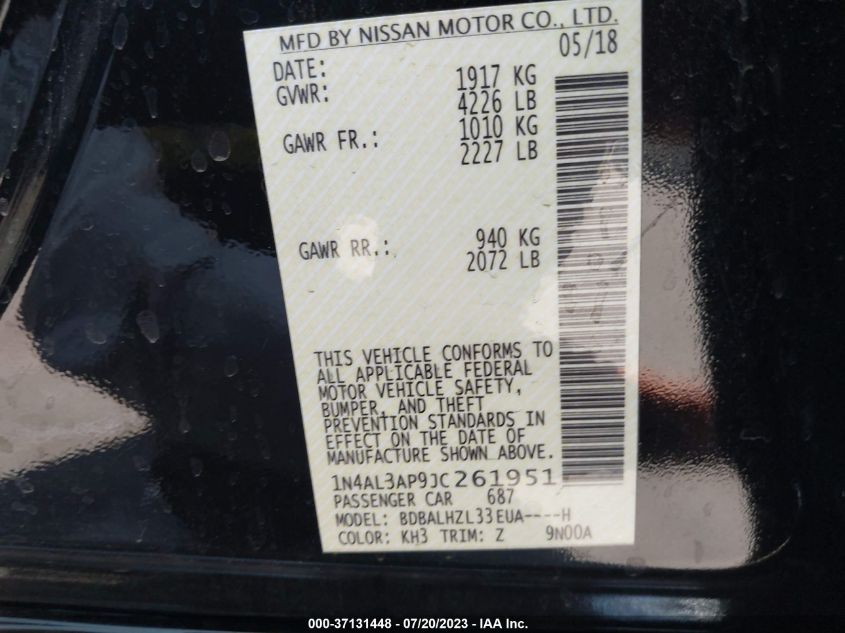 MFD BY NISSAN MOTOR CO., LTD.
DATE: 05/18
GVWR: 1917 KG
4226 LB
GAWR FR.: 1010 KG
2227 LB
GAWR RR.: 940 KG
2072 LB
THIS VEHICLE CONFORMS TO
ALL APPLICABLE FEDERAL
MOTOR VEHICLE SAFETY,
BUMPER, AND THEFT
PREVENTION STANDARDS IN
EFFECT ON THE DATE OF
MANUFACTURE SHOWN ABOVE.
1N4AL3AP9JC261951
PASSENGER CAR 687
MODEL: BDBALHZL33EUA----H
COLOR: KH3 TRIM: Z 9N00A
000-37131448 - 07/20/2023 - IAA Inc.